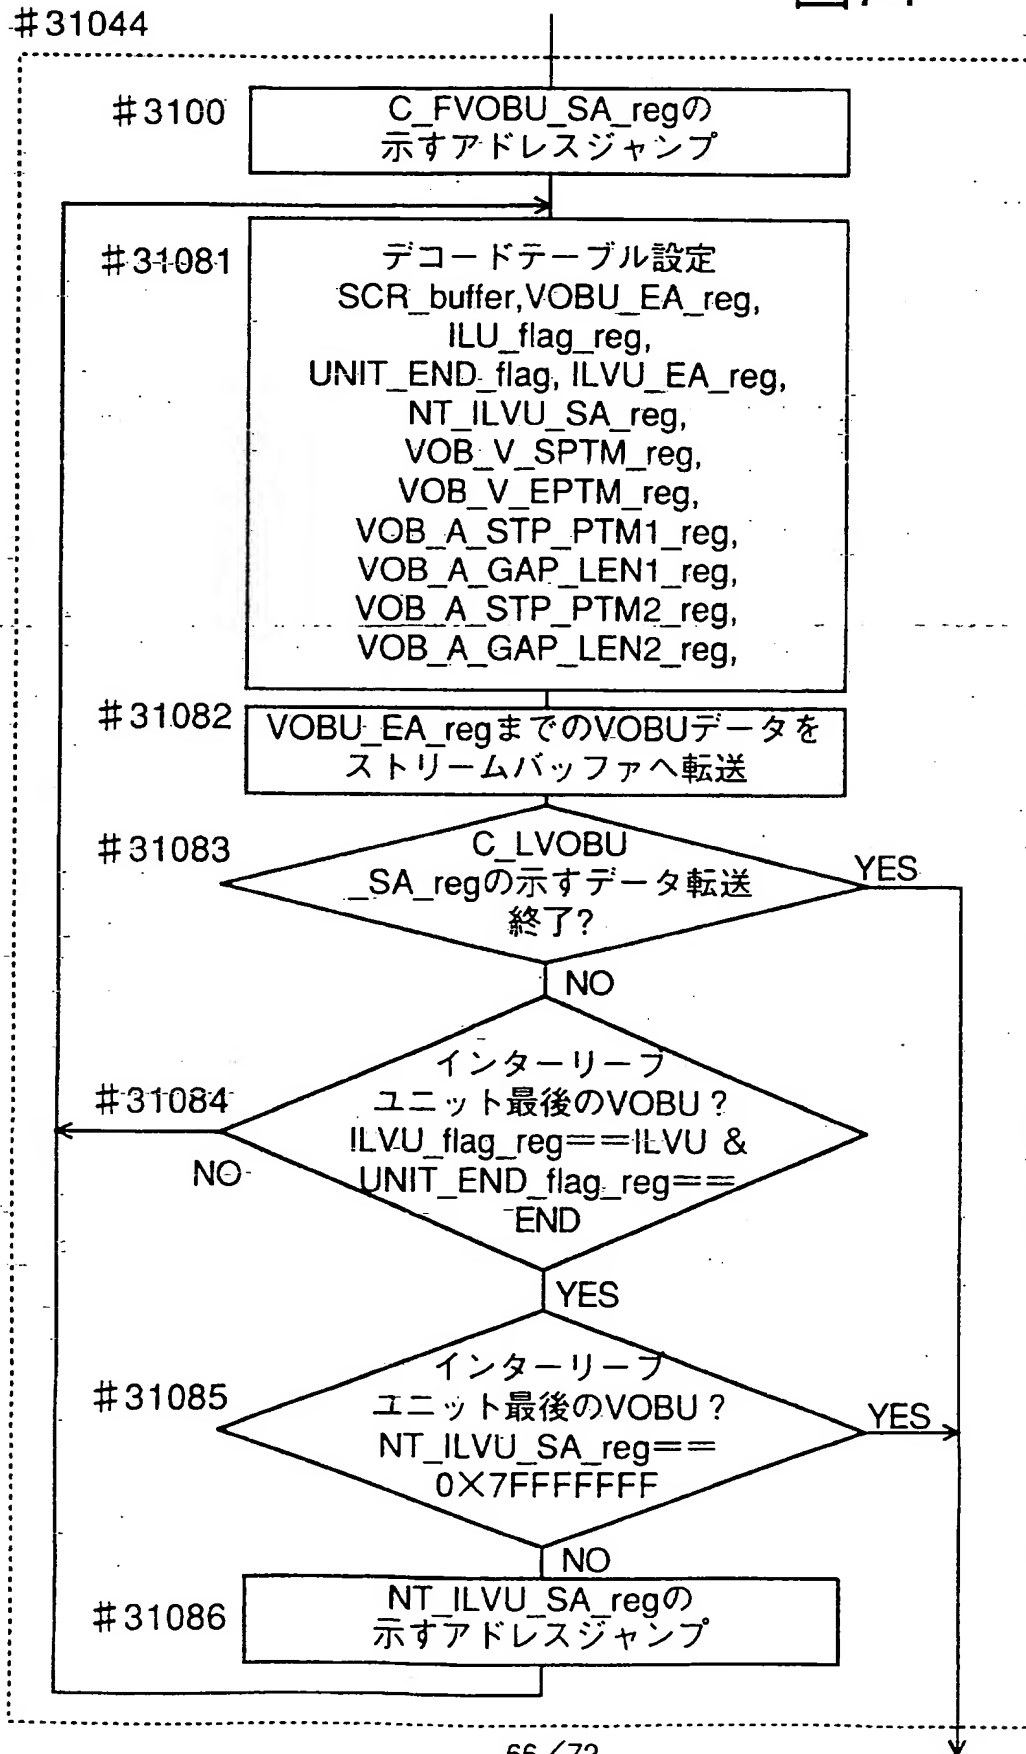 #31044
#3100
C_FVOBU_SA_regの
示すアドレスジャンプ
#31081
デコードテーブル設定
SCR_buffer,VOBU_EA_reg,
ILU_flag_reg,
UNIT_END_flag, ILVU_EA_reg,
NT_ILVU_SA_reg,
VOB_V_SPTM_reg,
VOB_V_EPTM_reg,
VOB_A_STP_PTM1_reg,
VOB_A_GAP_LEN1_reg,
VOB_A_STP_PTM2_reg,
VOB_A_GAP_LEN2_reg,
#31082
VOBU_EA_regまでのVOBUデータを
ストリームバッファへ転送
#31083
C_LVOBU
_SA_regの示すデータ転送
終了?
YES
NO
#31084
インターリーブ
ユニット最後のVOBU?
ILVU_flag_reg==ILVU &
UNIT_END_flag_reg==
END
NO
YES
#31085
インターリーブ
ユニット最後のVOBU?
NT_ILVU_SA_reg==
0×7FFFFFFF
YES
NO
#31086
NT_ILVU_SA_regの
示すアドレスジャンプ